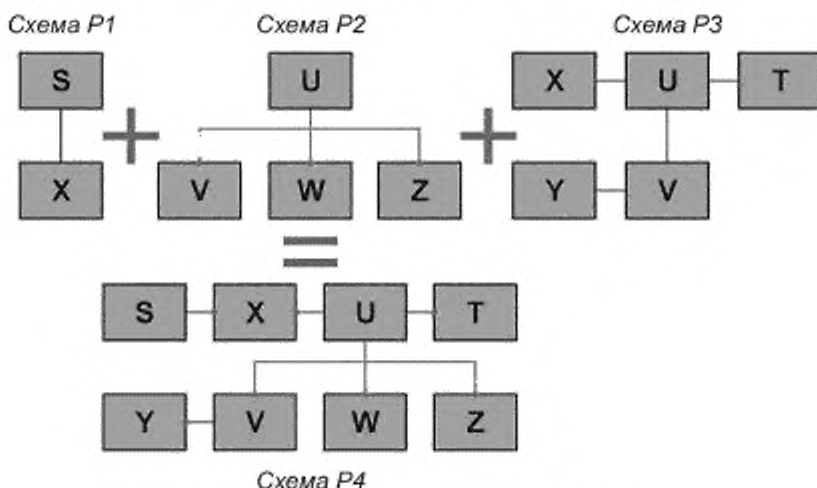 Схема P1
Схема P2
Схема P3
S
U
X U T
X
V W Z
Y V
S X U T
Y V W Z
Схема P4